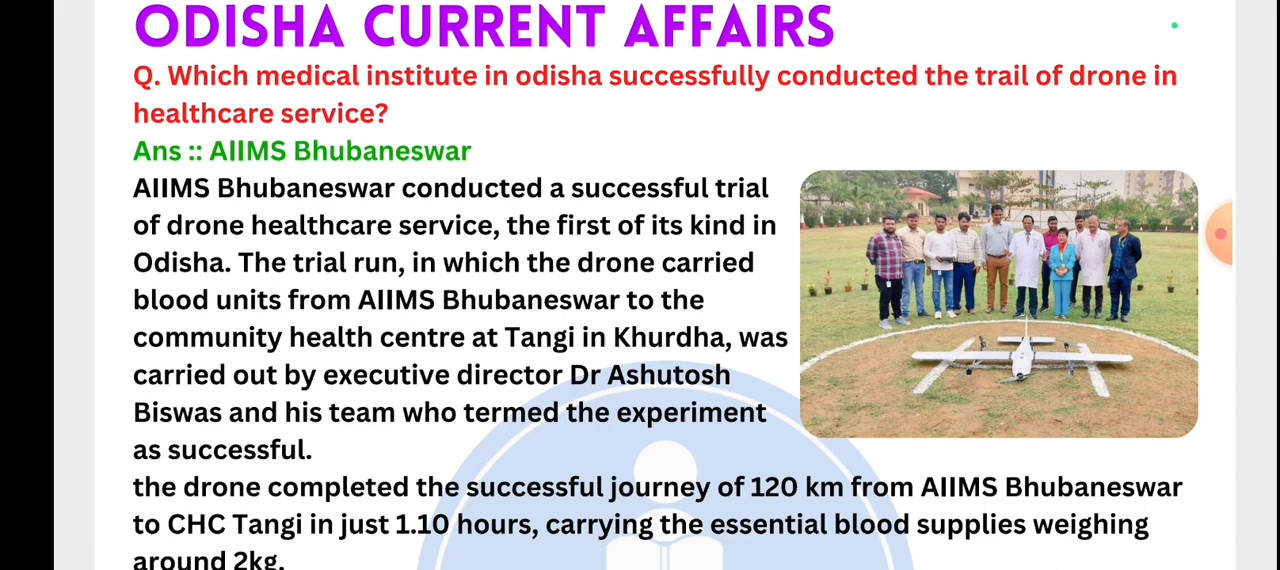 ODISHA CURRENT AFFAIRS
Q. Which medical institute in odisha successfully conducted the trail of drone in
healthcare service?
Ans :: AIIMS Bhubaneswar
AIIMS Bhubaneswar conducted a successful trial
of drone healthcare service, the first of its kind in
Odisha. The trial run, in which the drone carried
blood units from AIIMS Bhubaneswar to the
community health centre at Tangi in Khurdha, was
carried out by executive director Dr Ashutosh
Biswas and his team who termed the experiment
as successful.
the drone completed the successful journey of 120 km from AIIMS Bhubaneswar
to CHC Tangi in just 1.10 hours, carrying the essential blood supplies weighing
around 2kg.